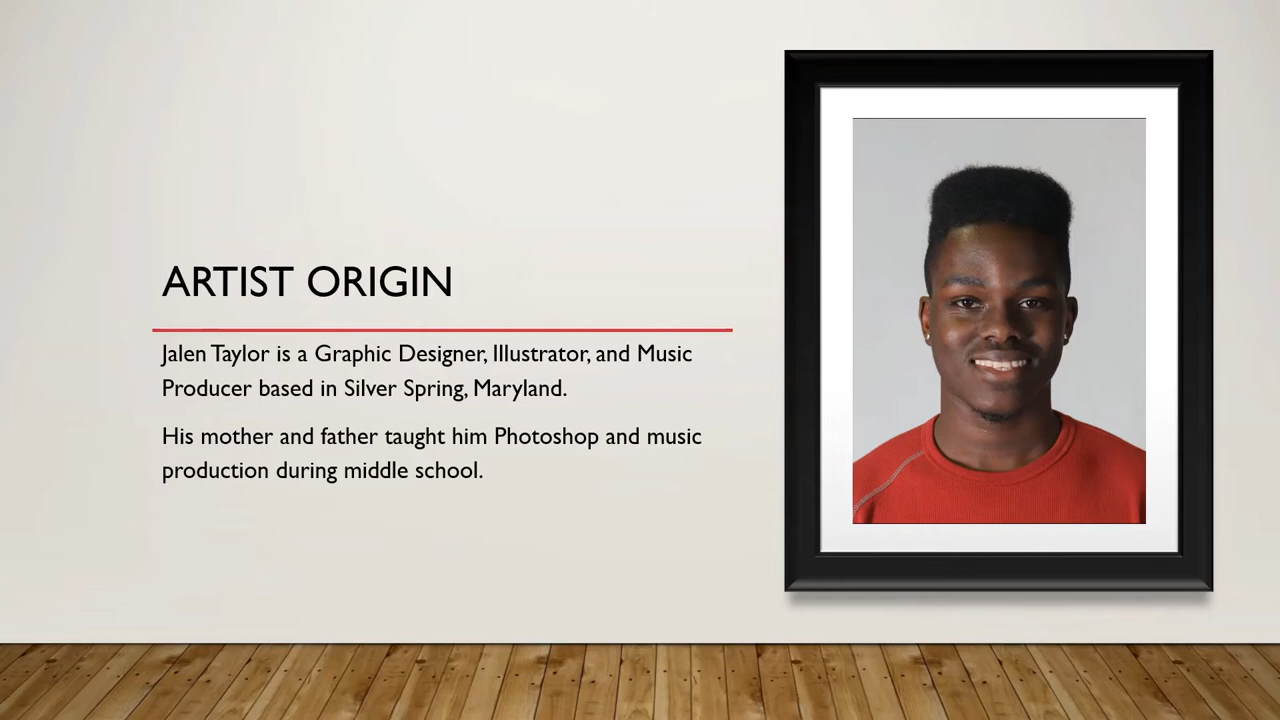 ARTIST ORIGIN
Jalen Taylor is a Graphic Designer, Illustrator, and Music
Producer based in Silver Spring, Maryland.
His mother and father taught him Photoshop and music
production during middle school.